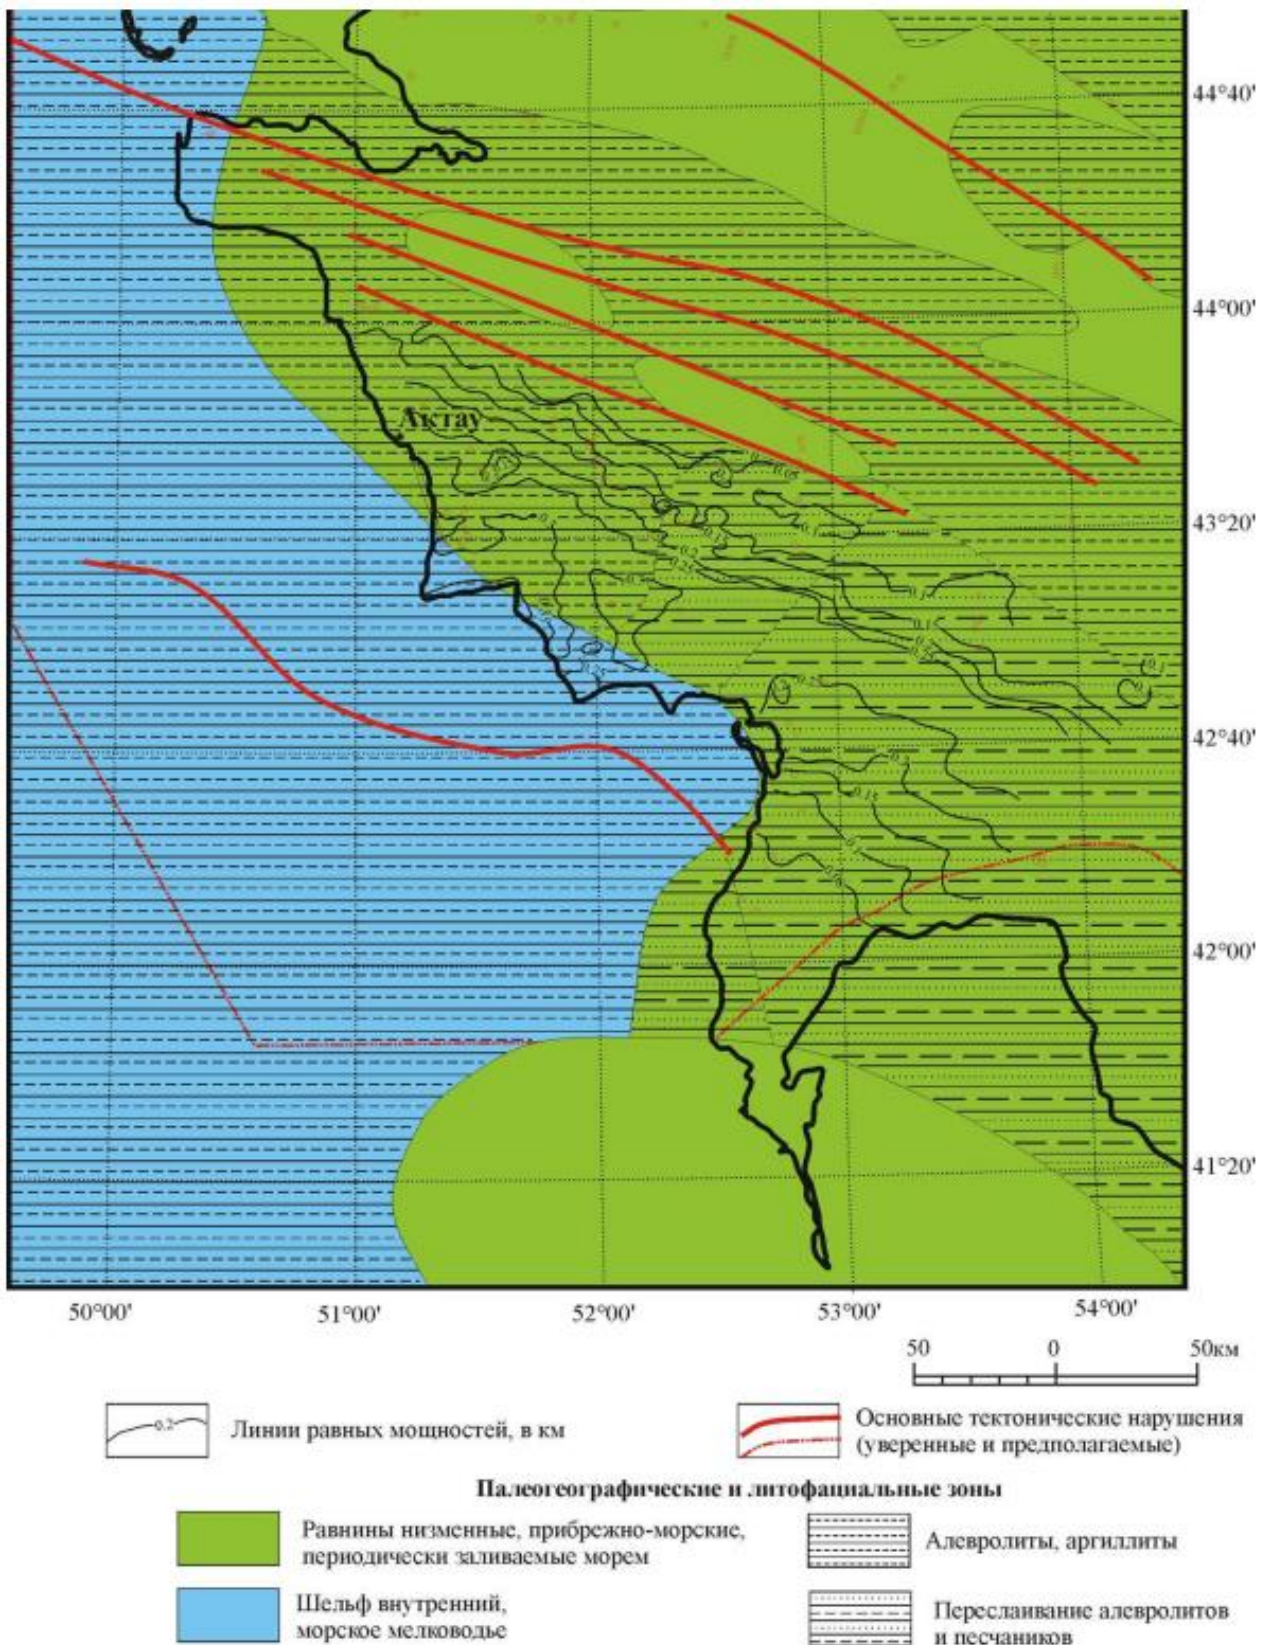 44°40'
44°00'
Актау
43°20'
42°40'
42°00'
41°20'
50°00' 51°00' 52°00' 53°00' 54°00'
50 0 50км
0.2
Линии равных мощностей, в км
Основные тектонические нарушения
(уверенные и предполагаемые)
Палеогеографические и литофациальные зоны
Равнины низменные, прибрежно-морские,
периодически заливаемые морем
Алевролиты, аргиллиты
Шельф внутренний,
морское мелководье
Переслаивание алевролитов
и песчаников